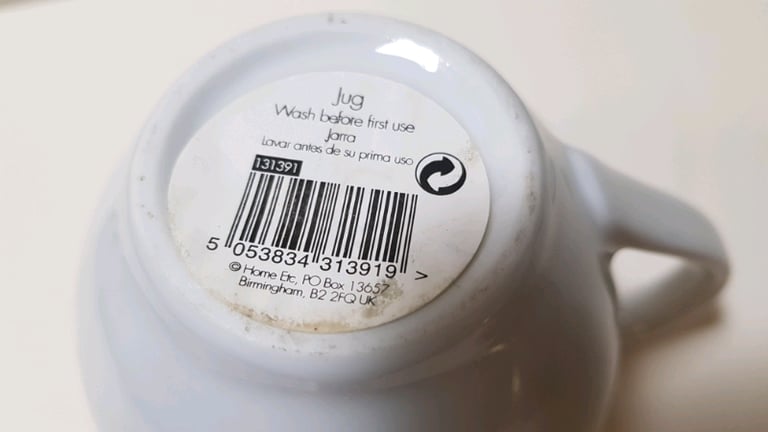 Jug
Wash before first use
Jarra
Lavar antes de su prima uso
131391
5 053834 313919 >
© Home Etc, PO Box 13657
Birmingham, B2 2FQ UK